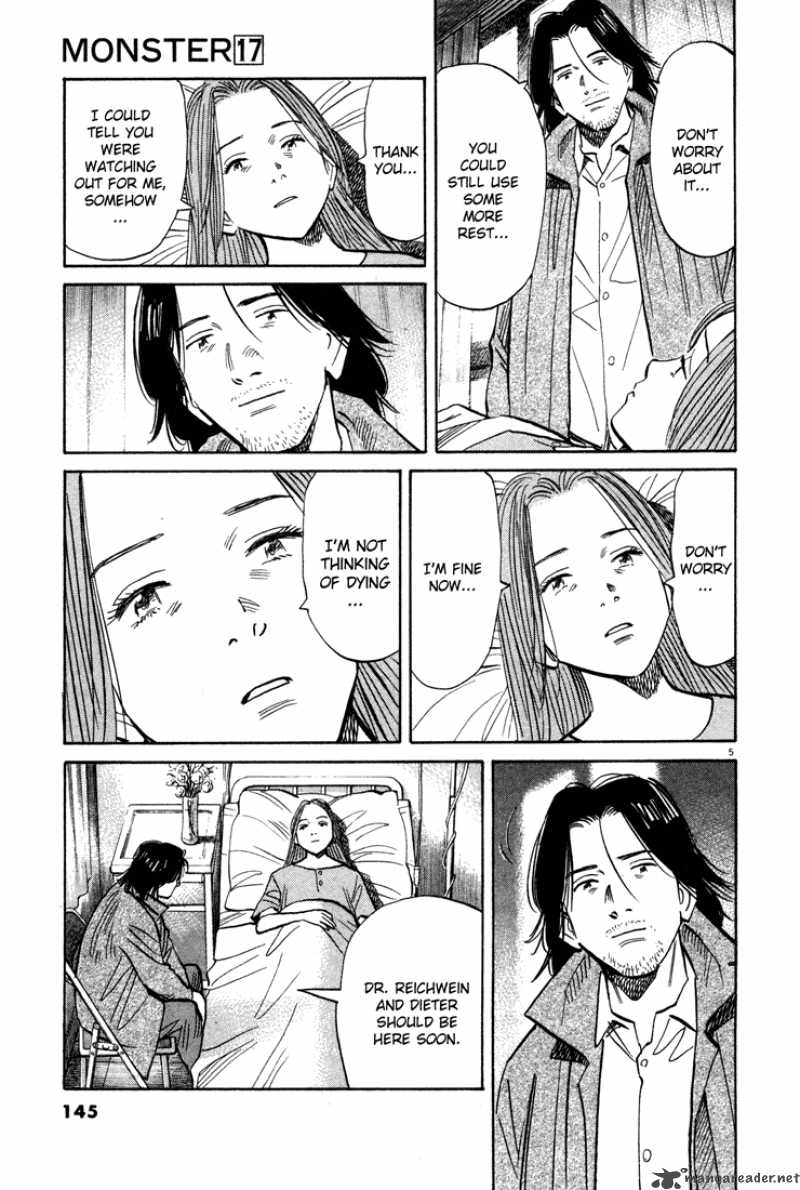 MONSTER 17
DON'T
WORRY
ABOUT
IT...
YOU
COULD
STILL USE
SOME
MORE
REST...
THANK
YOU...
I COULD
TELL YOU
WERE
WATCHING
OUT FOR ME,
SOMEHOW
...
DON'T
WORRY
...
I'M FINE
NOW...
I'M NOT
THINKING
OF DYING
...
5
DR. REICHWEIN
AND DIETER
SHOULD BE
HERE SOON.
145
mangareader.net